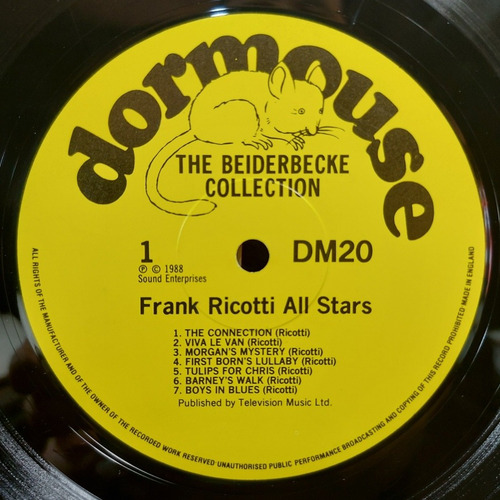 dormouse
THE BEIDERBECKE
COLLECTION
1
DM20
Ⓟ © 1988
Sound Enterprises
Frank Ricotti All Stars
1. THE CONNECTION (Ricotti)
2. VIVA LE VAN (Ricotti)
3. MORGAN'S MYSTERY (Ricotti)
4. FIRST BORN'S LULLABY (Ricotti)
5. TULIPS FOR CHRIS (Ricotti)
6. BARNEY'S WALK (Ricotti)
7. BOYS IN BLUES (Ricotti)
Published by Television Music Ltd.
ALL RIGHTS OF THE MANUFACTURER AND OF THE OWNER OF THE RECORDED WORK RESERVED UNAUTHORISED PUBLIC PERFORMANCE BROADCASTING AND COPYING OF THIS RECORD PROHIBITED MADE IN ENGLAND